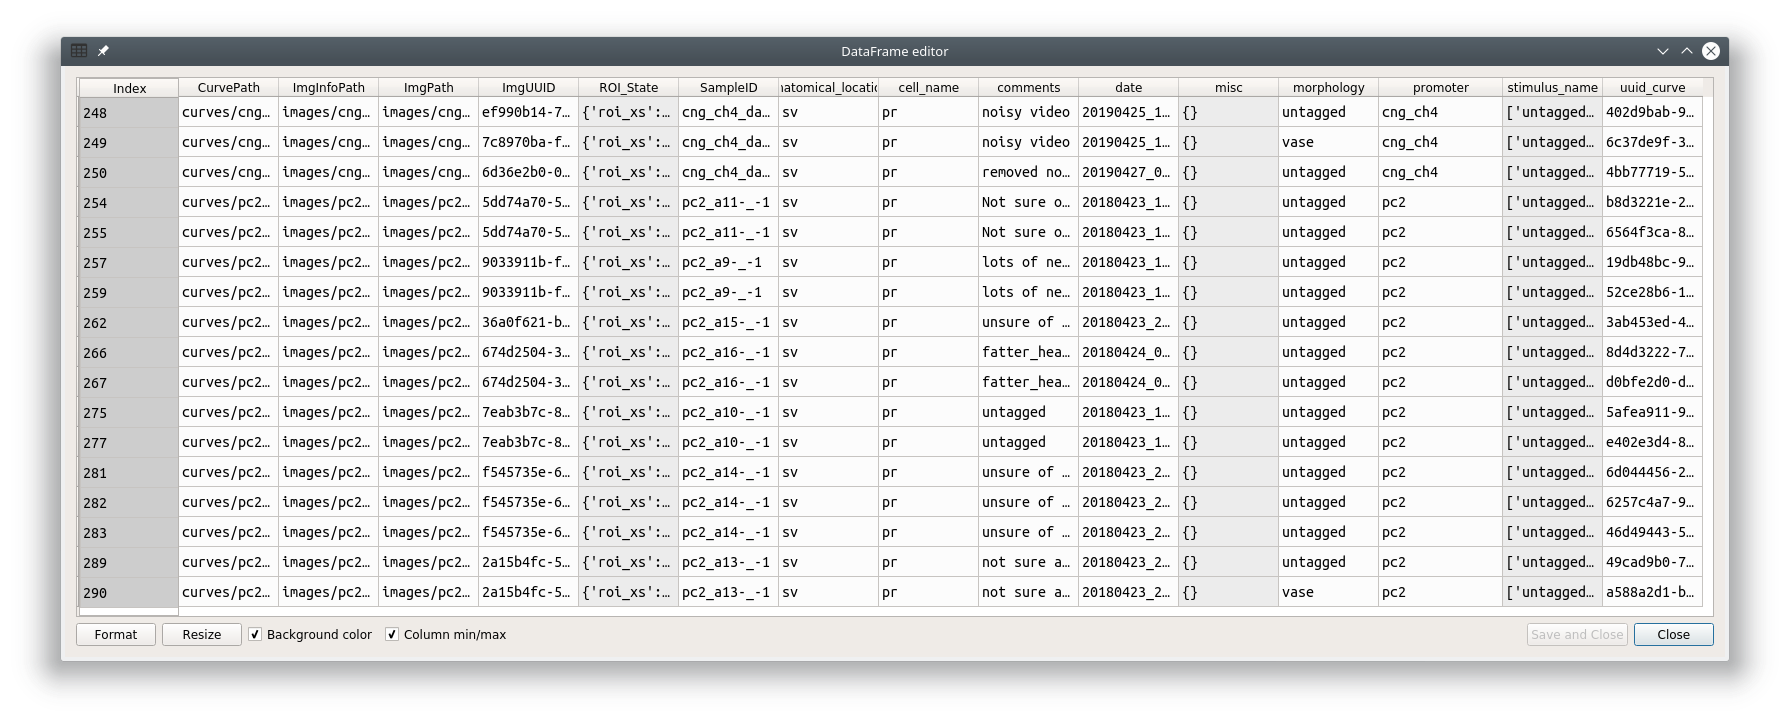 DataFrame editor
Index CurvePath ImgInfoPath ImgPath ImgUUID ROI_State SampleID natomical_locatio cell_name comments date misc morphology promoter stimulus_name uuid_curve
248 curves/cng... images/cng... images/cng... ef990b14-7... {'roi_xs':... cng_ch4_da... sv pr noisy video 20190425_1... {} untagged cng_ch4 ['untagged... 402d9bab-9...
249 curves/cng... images/cng... images/cng... 7c8970ba-f... {'roi_xs':... cng_ch4_da... sv pr noisy video 20190425_1... {} vase cng_ch4 ['untagged... 6c37de9f-3...
250 curves/cng... images/cng... images/cng... 6d36e2b0-0... {'roi_xs':... cng_ch4_da... sv pr removed no... 20190427_0... {} untagged cng_ch4 ['untagged... 4bb77719-5...
254 curves/pc2... images/pc2... images/pc2... 5dd74a70-5... {'roi_xs':... pc2_a11-_-1 sv pr Not sure o... 20180423_1... {} untagged pc2 ['untagged... b8d3221e-2...
255 curves/pc2... images/pc2... images/pc2... 5dd74a70-5... {'roi_xs':... pc2_a11-_-1 sv pr Not sure o... 20180423_1... {} untagged pc2 ['untagged... 6564f3ca-8...
257 curves/pc2... images/pc2... images/pc2... 9033911b-f... {'roi_xs':... pc2_a9-_-1 sv pr lots of ne... 20180423_1... {} untagged pc2 ['untagged... 19db48bc-9...
259 curves/pc2... images/pc2... images/pc2... 9033911b-f... {'roi_xs':... pc2_a9-_-1 sv pr lots of ne... 20180423_1... {} untagged pc2 ['untagged... 52ce28b6-1...
262 curves/pc2... images/pc2... images/pc2... 36a0f621-b... {'roi_xs':... pc2_a15-_-1 sv pr unsure of ... 20180423_2... {} untagged pc2 ['untagged... 3ab453ed-4...
266 curves/pc2... images/pc2... images/pc2... 674d2504-3... {'roi_xs':... pc2_a16-_-1 sv pr fatter_hea... 20180424_0... {} untagged pc2 ['untagged... 8d4d3222-7...
267 curves/pc2... images/pc2... images/pc2... 674d2504-3... {'roi_xs':... pc2_a16-_-1 sv pr fatter_hea... 20180424_0... {} untagged pc2 ['untagged... d0bfe2d0-d...
275 curves/pc2... images/pc2... images/pc2... 7eab3b7c-8... {'roi_xs':... pc2_a10-_-1 sv pr untagged 20180423_1... {} untagged pc2 ['untagged... 5afea911-9...
277 curves/pc2... images/pc2... images/pc2... 7eab3b7c-8... {'roi_xs':... pc2_a10-_-1 sv pr untagged 20180423_1... {} untagged pc2 ['untagged... e402e3d4-8...
281 curves/pc2... images/pc2... images/pc2... f545735e-6... {'roi_xs':... pc2_a14-_-1 sv pr unsure of ... 20180423_2... {} untagged pc2 ['untagged... 6d044456-2...
282 curves/pc2... images/pc2... images/pc2... f545735e-6... {'roi_xs':... pc2_a14-_-1 sv pr unsure of ... 20180423_2... {} untagged pc2 ['untagged... 6257c4a7-9...
283 curves/pc2... images/pc2... images/pc2... f545735e-6... {'roi_xs':... pc2_a14-_-1 sv pr unsure of ... 20180423_2... {} untagged pc2 ['untagged... 46d49443-5...
289 curves/pc2... images/pc2... images/pc2... 2a15b4fc-5... {'roi_xs':... pc2_a13-_-1 sv pr not sure a... 20180423_2... {} untagged pc2 ['untagged... 49cad9b0-7...
290 curves/pc2... images/pc2... images/pc2... 2a15b4fc-5... {'roi_xs':... pc2_a13-_-1 sv pr not sure a... 20180423_2... {} vase pc2 ['untagged... a588a2d1-b...
Format Resize Background color Column min/max Save and Close Close